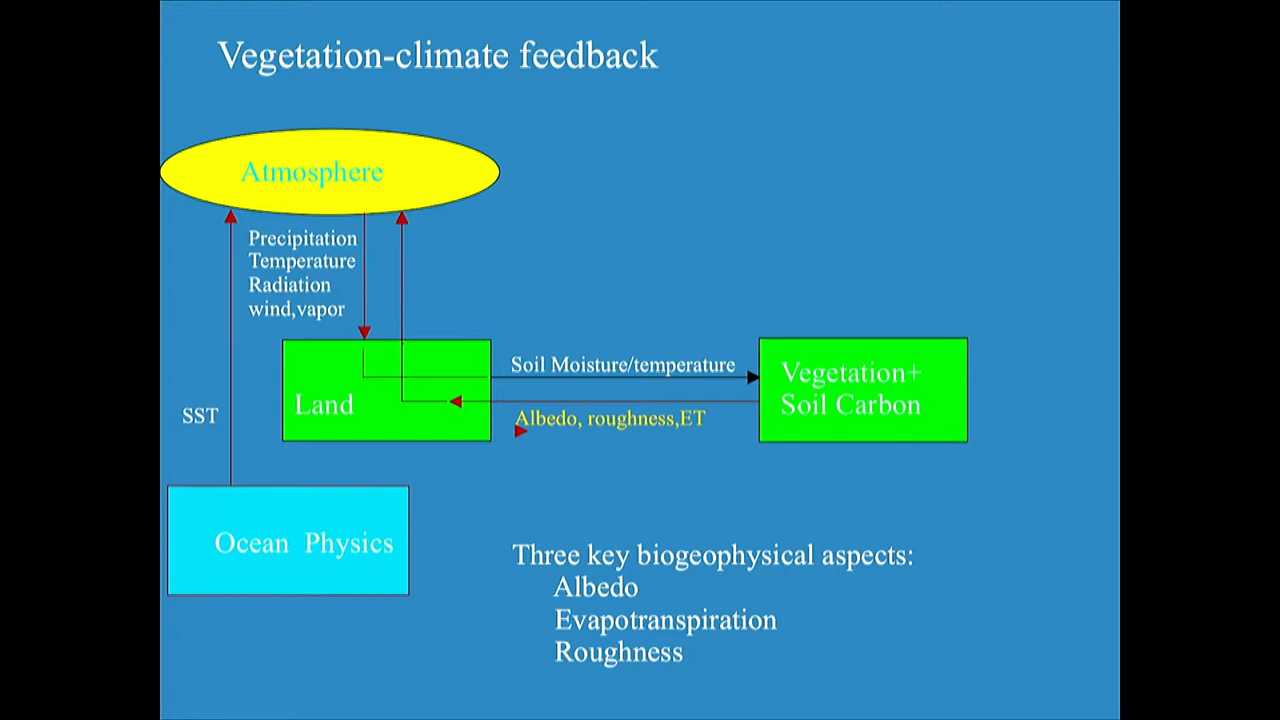 Vegetation-climate feedback
Atmosphere
Precipitation
Temperature
Radiation
wind,vapor
Soil Moisture/temperature
Vegetation+
Soil Carbon
Land
SST
Albedo, roughness,ET
Ocean Physics
Three key biogeophysical aspects:
Albedo
Evapotranspiration
Roughness